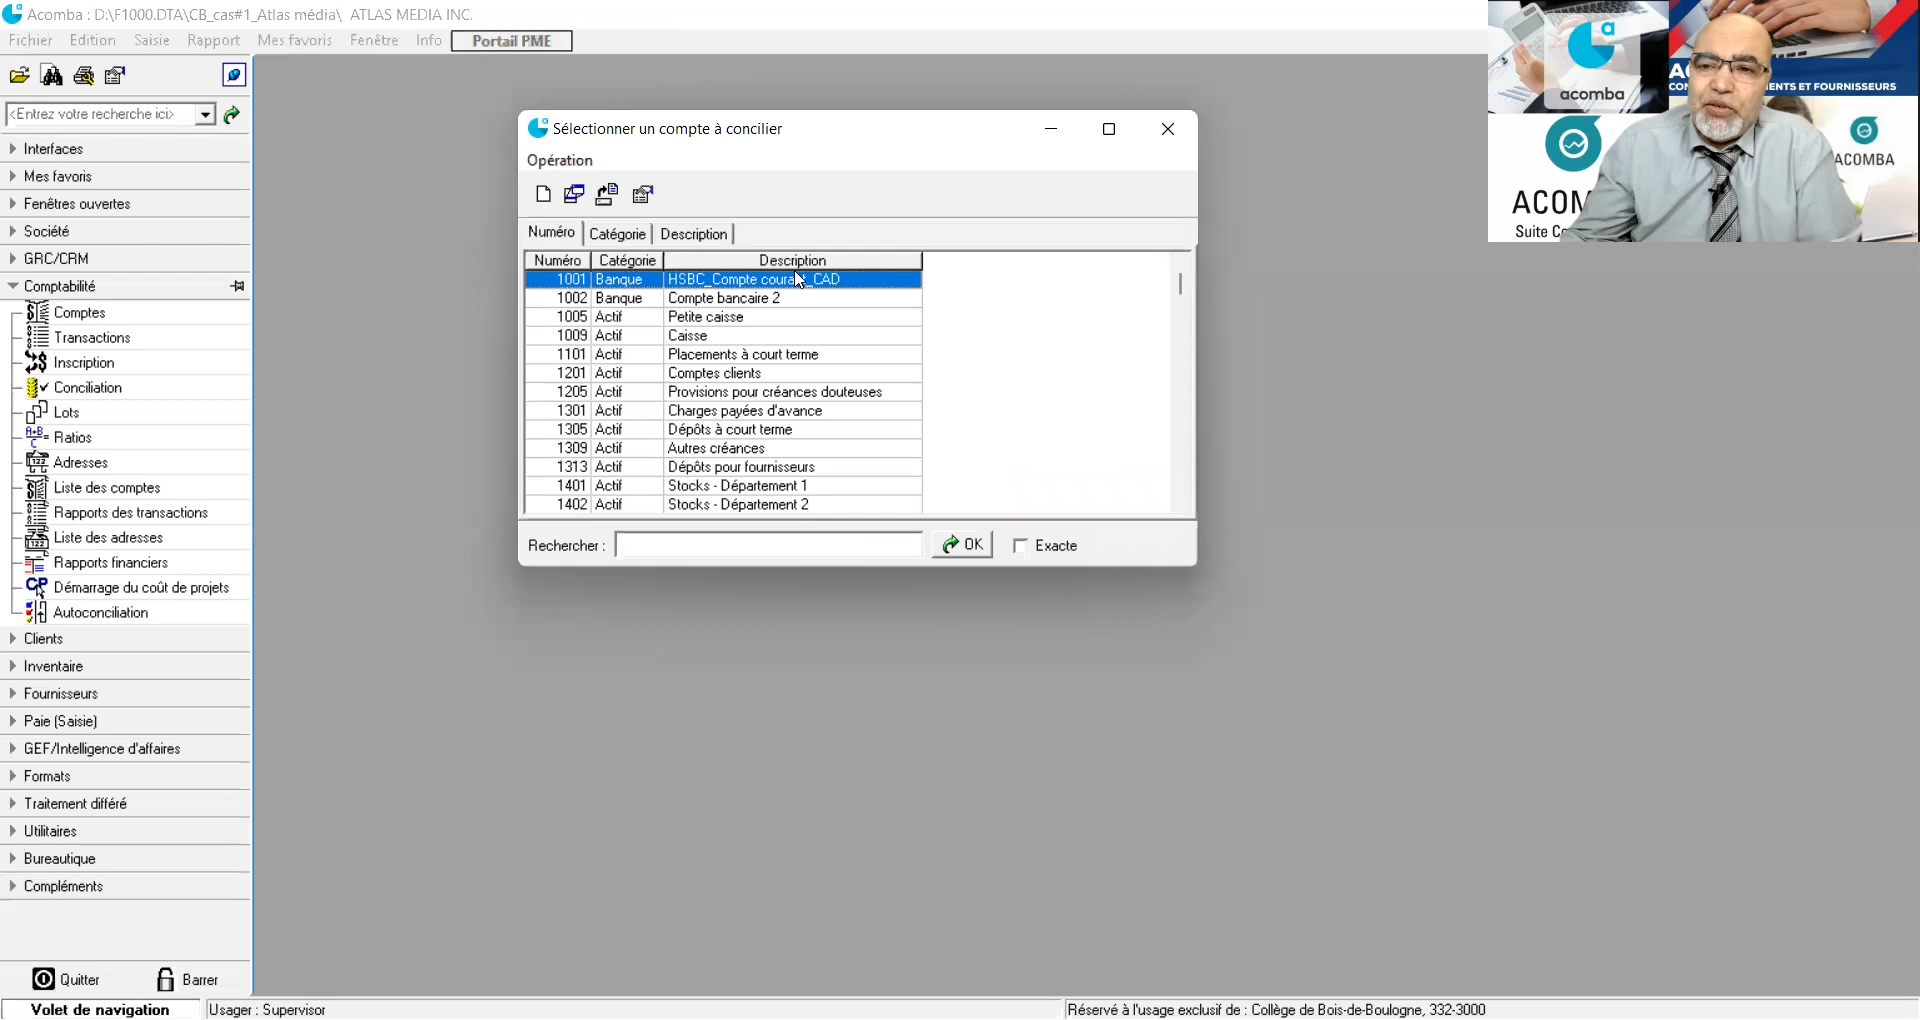 Acomba : D:\F1000.DTA\CB_cas#1_Atlas média\ ATLAS MEDIA INC.
Fichier Edition Saisie Rapport Mes favoris Fenêtre Info Portail PME
<Entrez votre recherche ici>
Interfaces
Mes favoris
Fenêtres ouvertes
Société
GRC/CRM
Comptabilité
Comptes
Transactions
Inscription
Conciliation
Lots
Ratios
Adresses
Liste des comptes
Rapports des transactions
Liste des adresses
Rapports financiers
Démarrage du coût de projets
Autoconciliation
Clients
Inventaire
Fournisseurs
Paie (Saisie)
GEF/Intelligence d'affaires
Formats
Traitement différé
Utilitaires
Bureautique
Compléments
Quitter Barrer
Sélectionner un compte à concilier
Opération
Numéro Catégorie Description
Numéro Catégorie Description
1001 Banque HSBC_Compte courant_CAD
1002 Banque Compte bancaire 2
1005 Actif Petite caisse
1009 Actif Caisse
1101 Actif Placements à court terme
1201 Actif Comptes clients
1205 Actif Provisions pour créances douteuses
1301 Actif Charges payées d'avance
1305 Actif Dépôts à court terme
1309 Actif Autres créances
1313 Actif Dépôts pour fournisseurs
1401 Actif Stocks - Département 1
1402 Actif Stocks - Département 2
Rechercher : OK Exacte
acomba
ENTS ET FOURNISSEURS
ACOMBA
Volet de navigation Usager : Supervisor Réservé à l'usage exclusif de : Collège de Bois-de-Boulogne, 332-3000